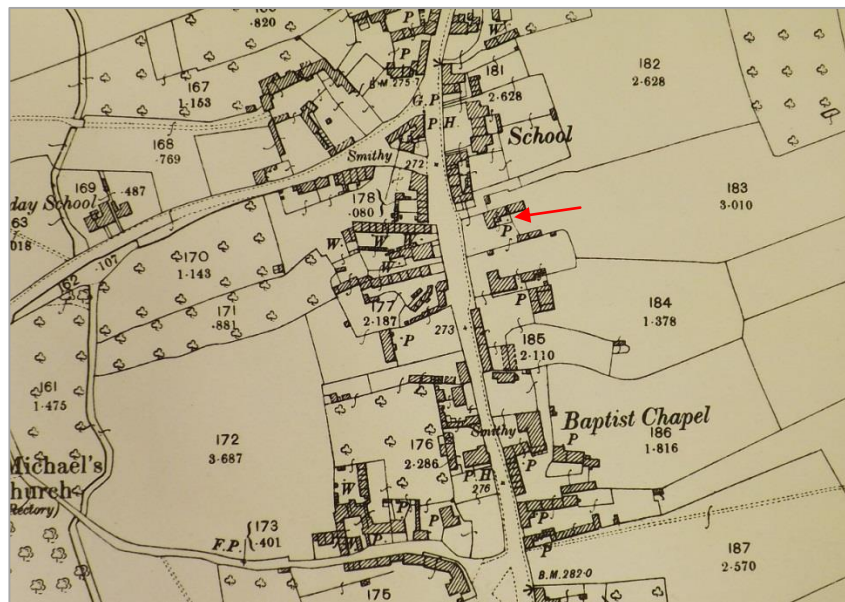 .820
P
W
167
1.153
B.M.275.7
181
2.628
182
2.628
G.P.
P.H.
School
168
.769
Smithy
272
169
.487
day School
63
018
178
.080
183
3.010
P
W
W
W
W
170
1.143
.107
162
171
.881
177
2.187
P
P
273
184
1.378
185
2.110
161
1.475
172
3.687
176
2.286
Smithy
Baptist Chapel
186
1.816
P
P
P.H.
276
Michael's
hurch
Rectory)
W
W
P
P
P
F.P.
173
.401
P
187
2.570
175
B.M.282.0